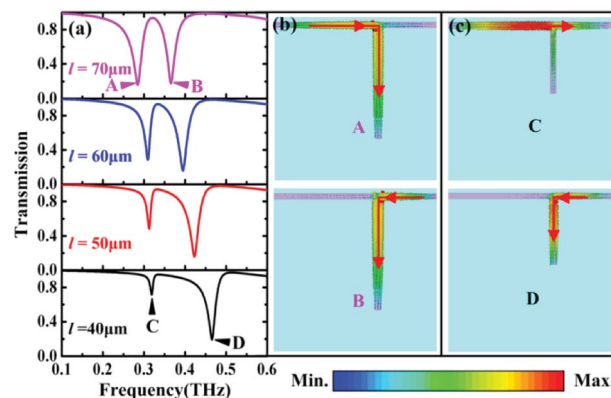 (a)
(b)
(c)
Transmission
0.8
0.4
0.0
l = 70μm
A
B
0.8
0.4
0.0
l = 60μm
0.8
0.4
0.0
l = 50μm
0.8
0.4
0.0
l =40μm
C
D
0.1 0.2 0.3 0.4 0.5 0.6
Frequency(THz)
A
C
B
D
Min.
Max.